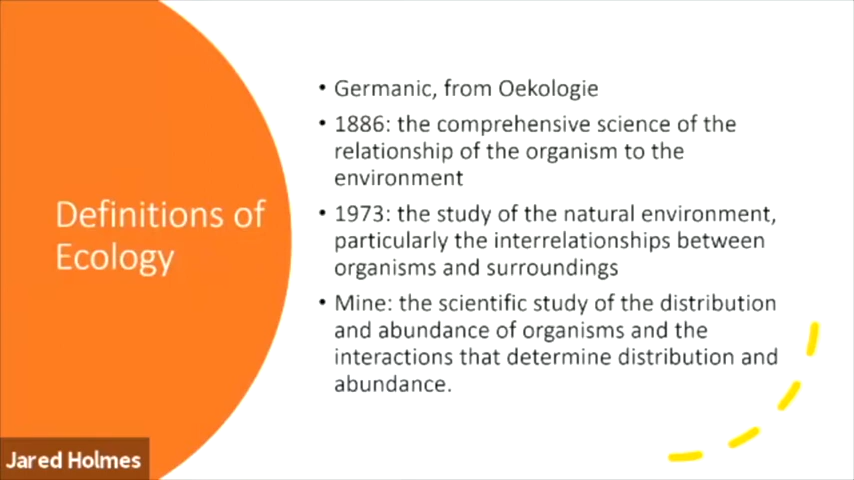 Definitions of
Ecology
• Germanic, from Oekologie
• 1886: the comprehensive science of the
relationship of the organism to the
environment
• 1973: the study of the natural environment,
particularly the interrelationships between
organisms and surroundings
• Mine: the scientific study of the distribution
and abundance of organisms and the
interactions that determine distribution and
abundance.
Jared Holmes